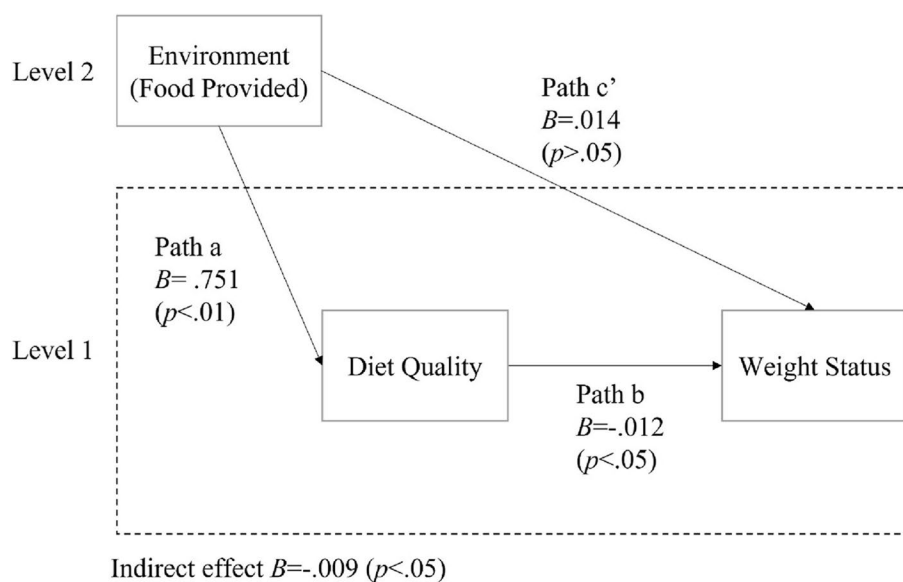 Level 2
Environment
(Food Provided)
Path c’
B=.014
(p>.05)
Path a
B= .751
(p<.01)
Level 1
Diet Quality
Weight Status
Path b
B=-.012
(p<.05)
Indirect effect B=-.009 (p<.05)